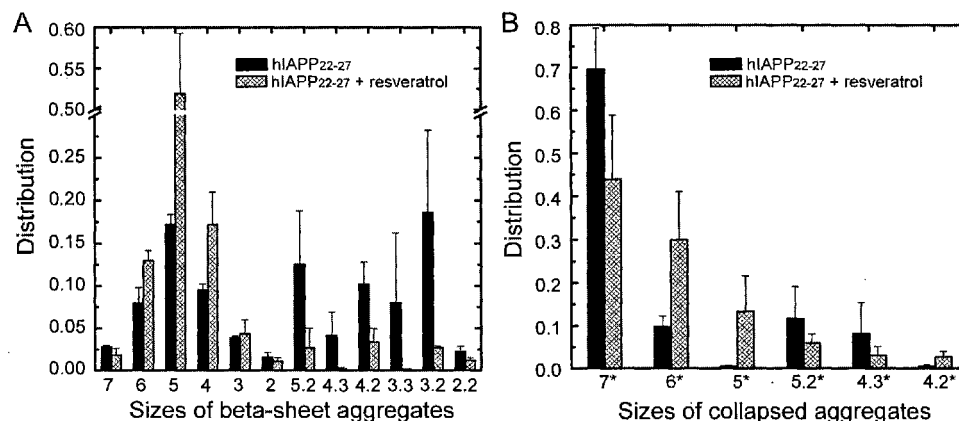 A
0.60
0.55
0.50
0.25
0.20
0.15
0.10
0.05
0.00
Distribution
hIAPP22-27
hIAPP22-27 + resveratrol
7 6 5 4 3 2 5.2 4.3 4.2 3.3 3.2 2.2
Sizes of beta-sheet aggregates
B
0.8
0.7
0.6
0.5
0.4
0.3
0.2
0.1
0.0
Distribution
hIAPP22-27
hIAPP22-27 + resveratrol
7* 6* 5* 5.2* 4.3* 4.2*
Sizes of collapsed aggregates